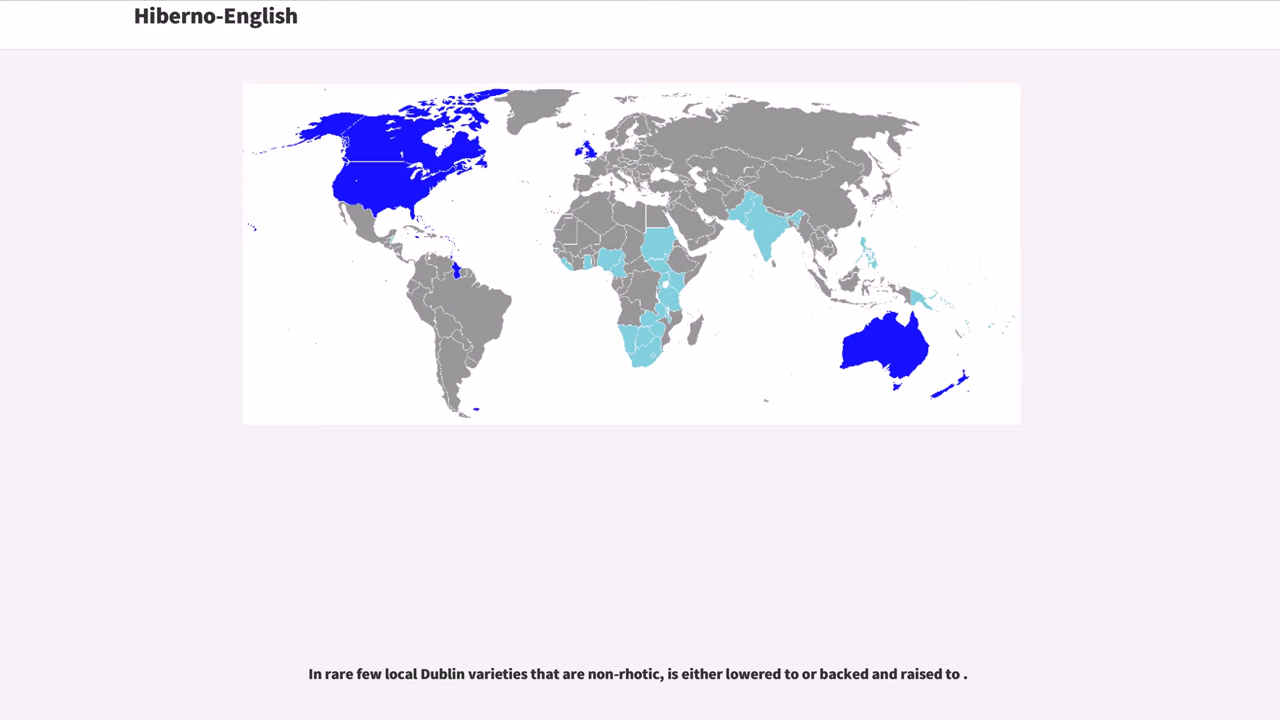 Hiberno-English
In rare few local Dublin varieties that are non-rhotic, is either lowered to or backed and raised to .